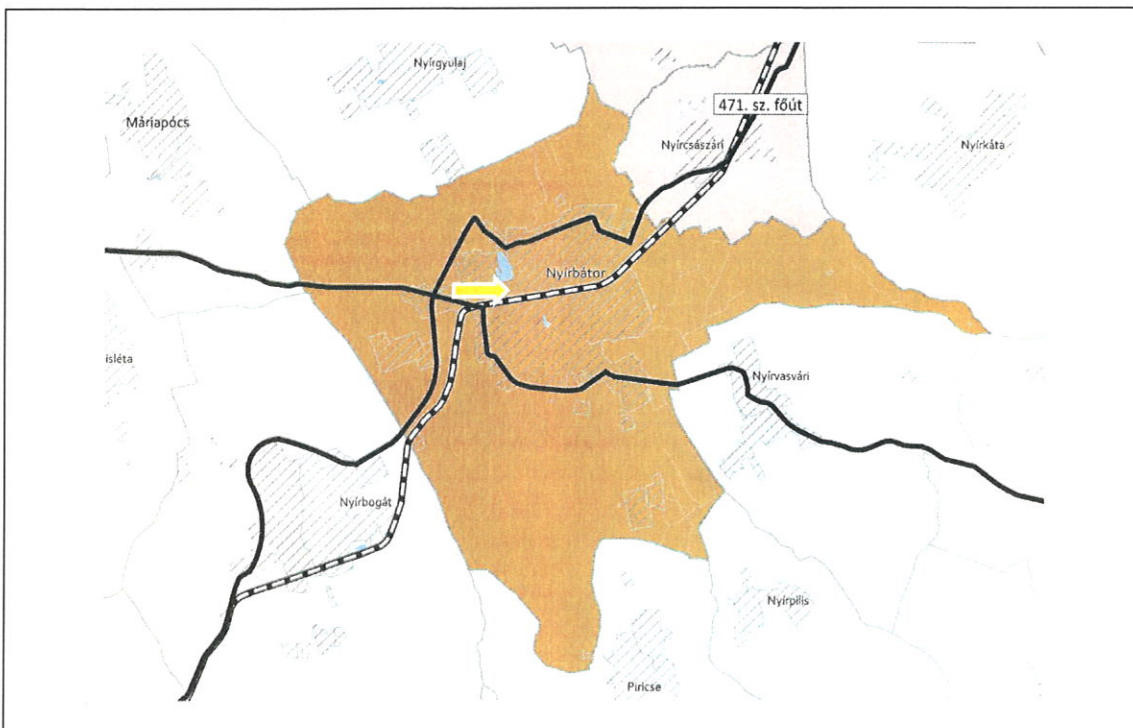 Nyírgyulaj
471. sz. főút
Máriapócs
Nyírcsászári
Nyírkáta
Nyírbátor
isléta
Nyírvasvári
Nyírbogát
Nyírpilis
Piricse